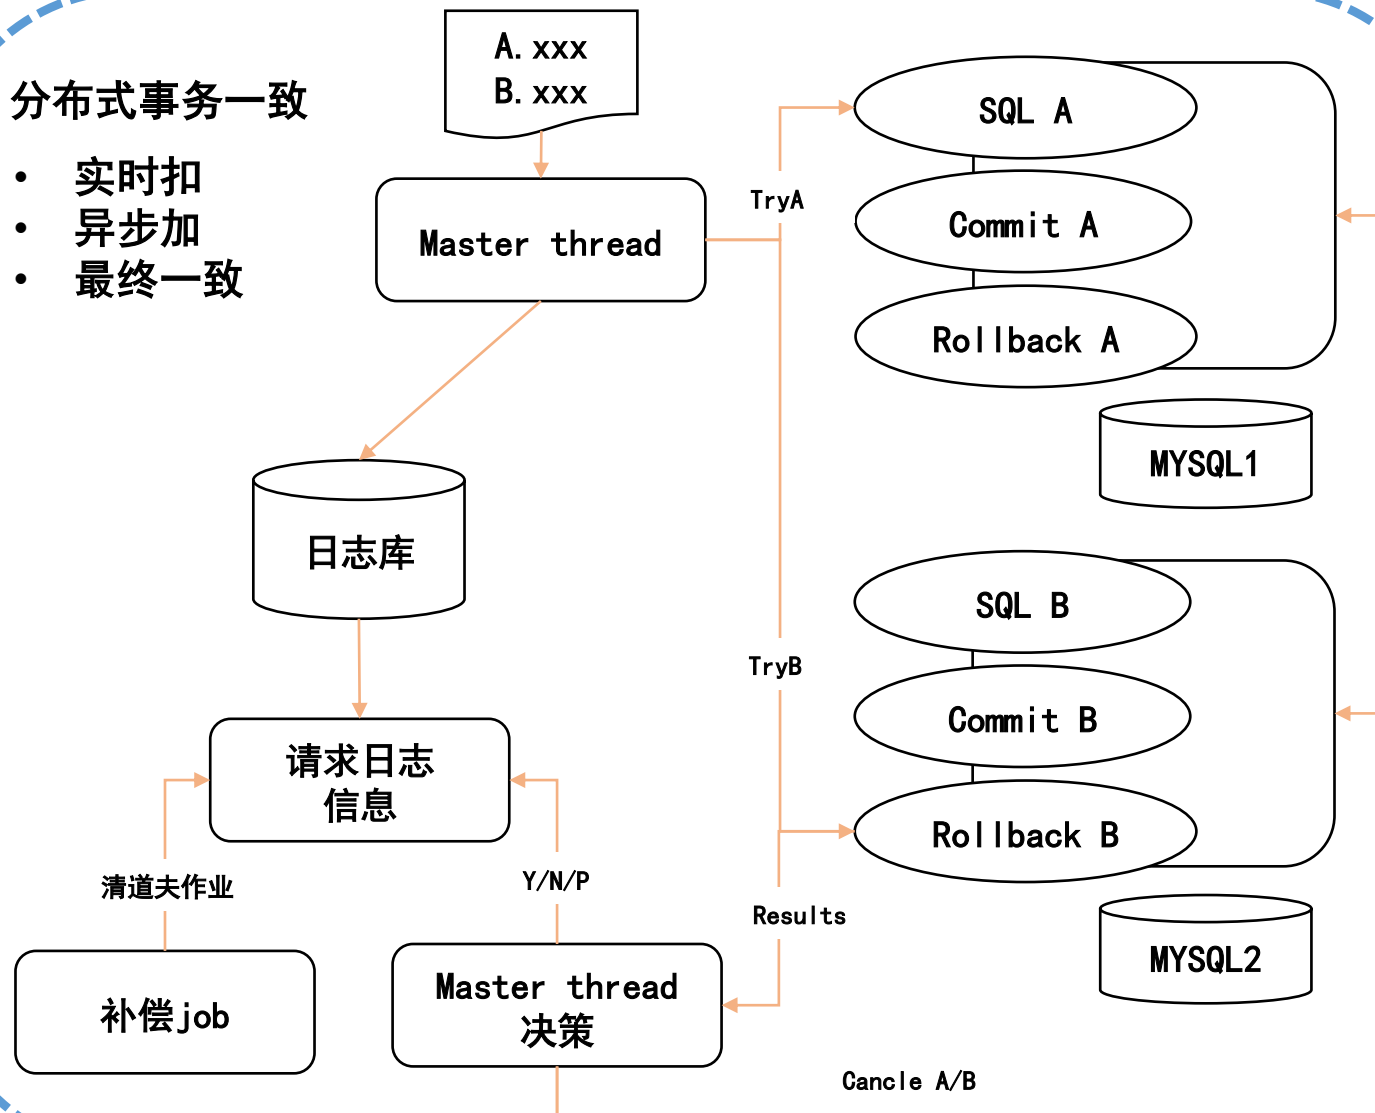 A. xxx
B. xxx
分布式事务一致
• 实时扣
• 异步加
• 最终一致
Master thread
TryA
SQL A
Commit A
Rollback A
MYSQL1
日志库
SQL B
TryB
Commit B
Rollback B
请求日志
信息
清道夫作业
Y/N/P
Results
MYSQL2
补偿job
Master thread
决策
Cancle A/B